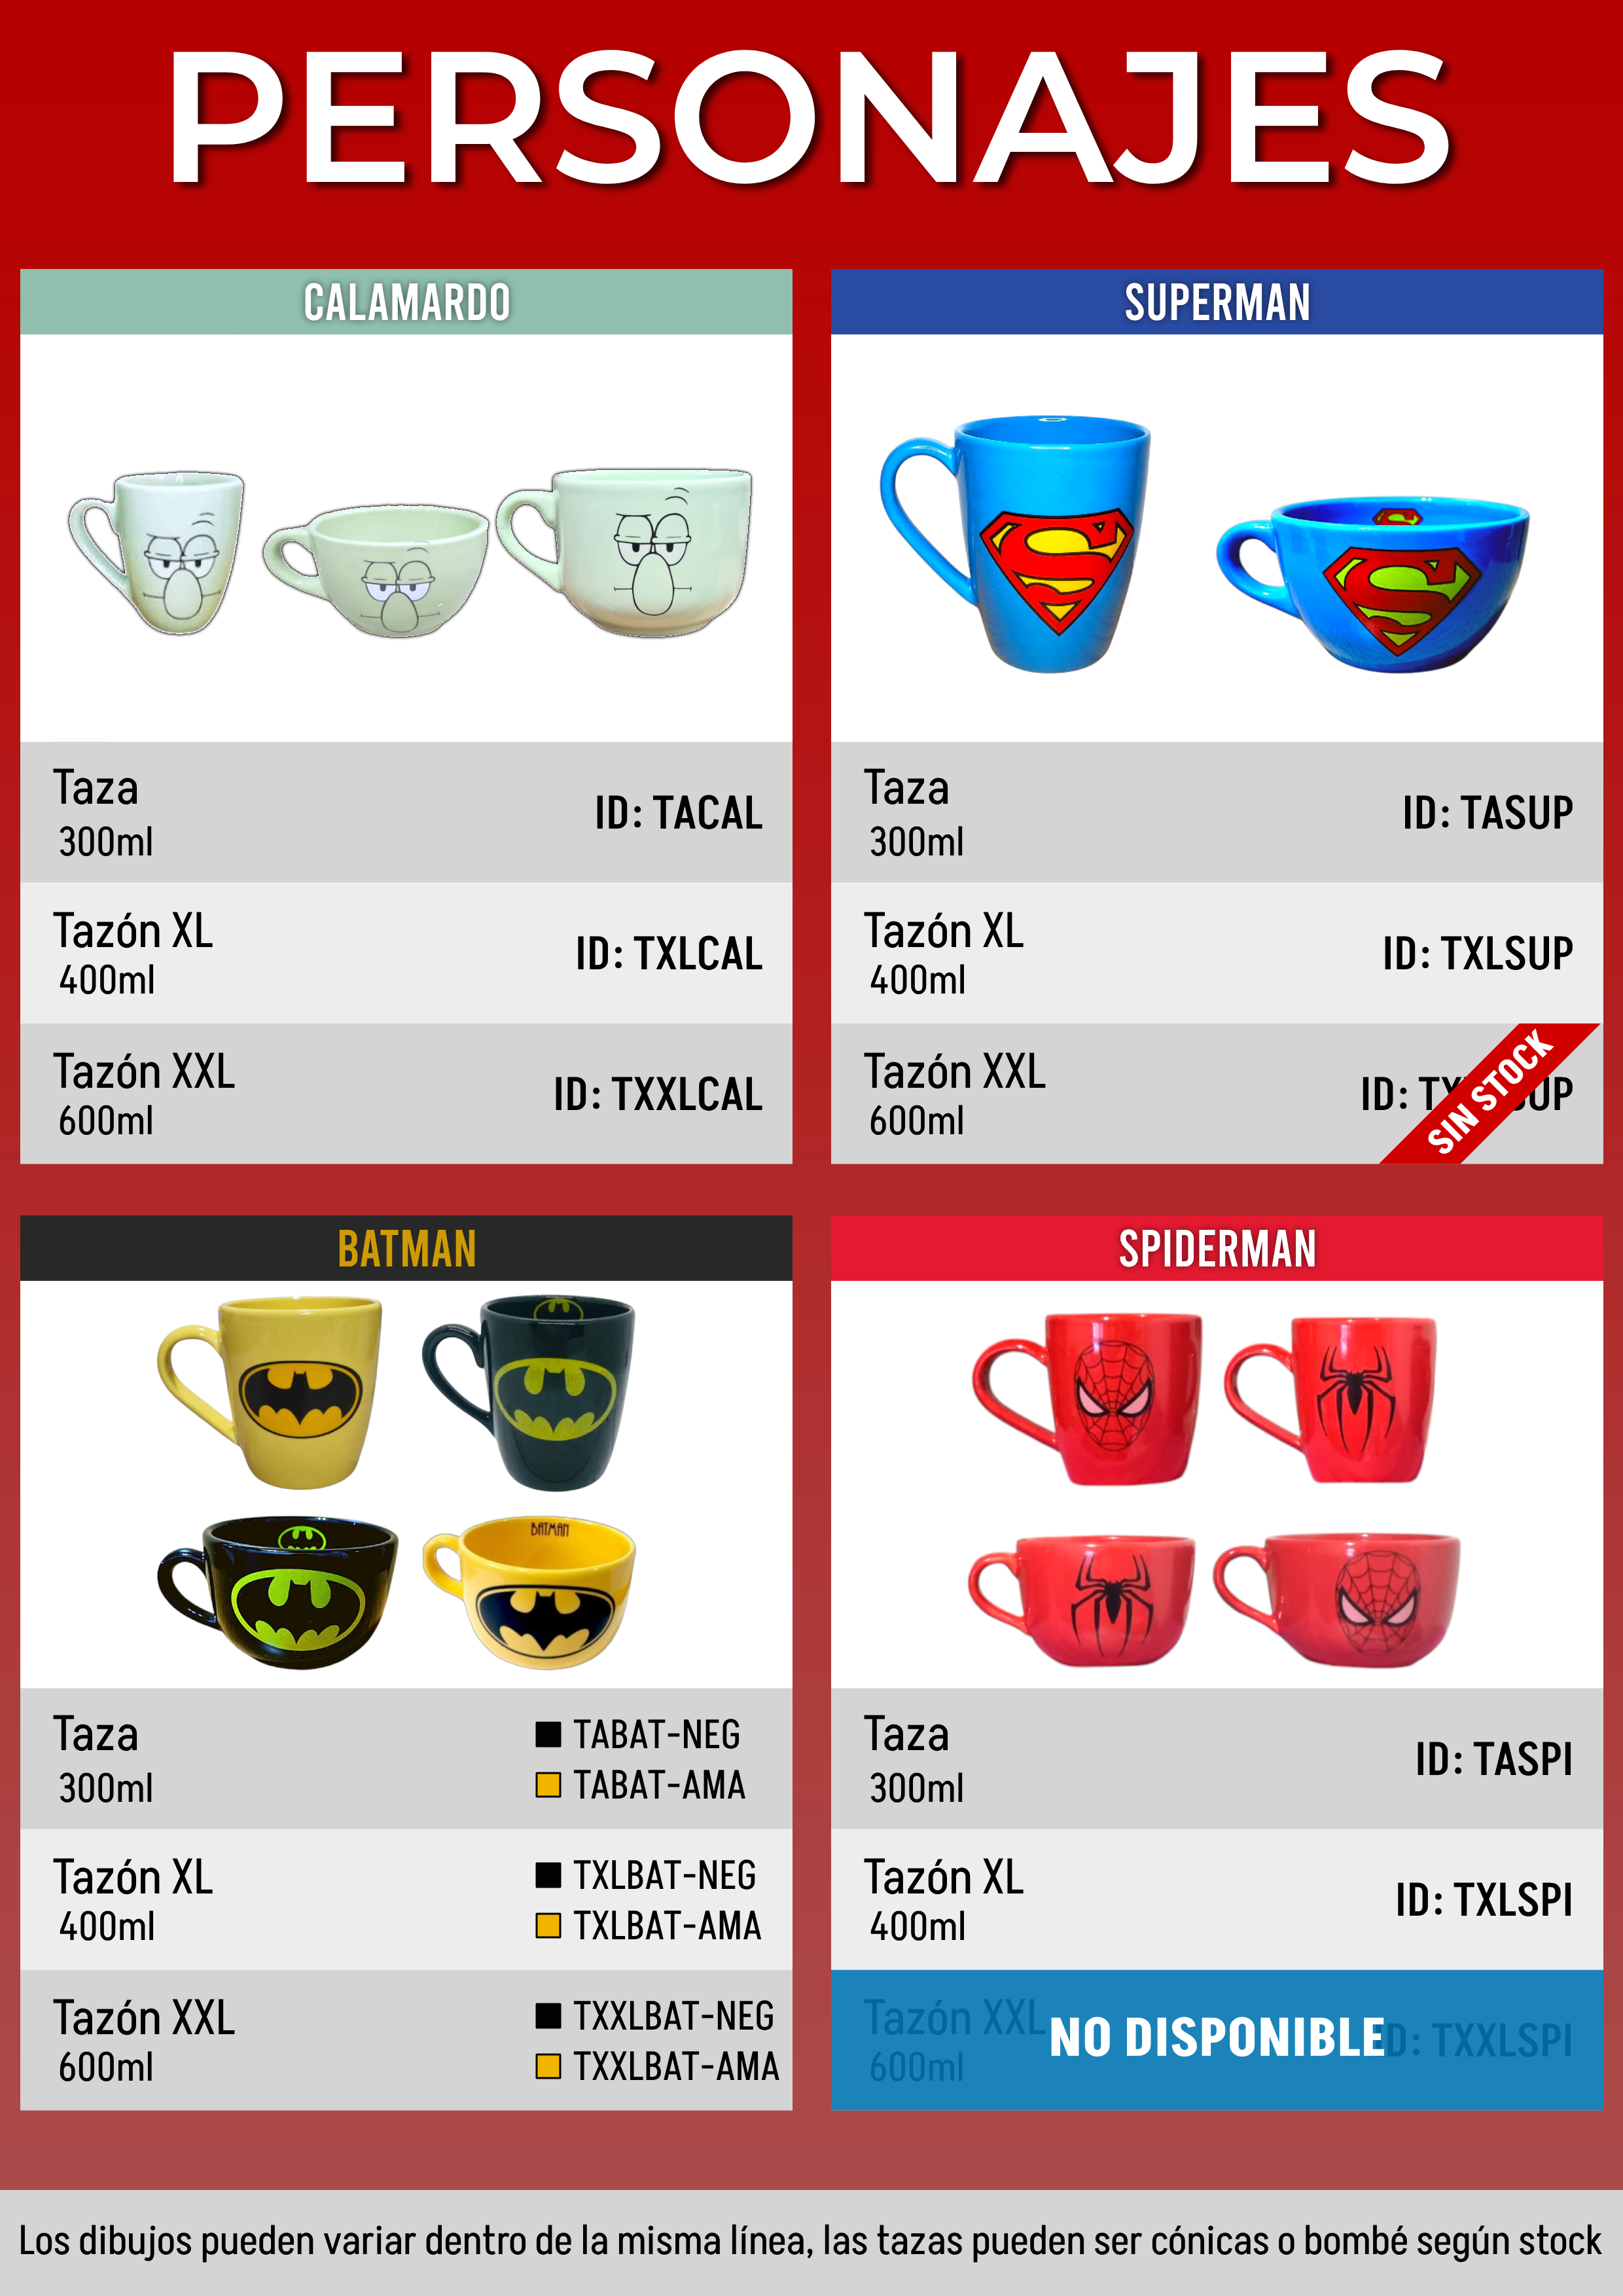 PERSONAJES
CALAMARDO
Taza
300ml
ID: TACAL
Tazón XL
400ml
ID: TXLCAL
Tazón XXL
600ml
ID: TXXLCAL
SUPERMAN
Taza
300ml
ID: TASUP
Tazón XL
400ml
ID: TXLSUP
Tazón XXL
600ml
ID:
SIN STOCK
BATMAN
BATMAN
Taza
300ml
TABAT-NEG
TABAT-AMA
Tazón XL
400ml
TXLBAT-NEG
TXLBAT-AMA
Tazón XXL
600ml
TXXLBAT-NEG
TXXLBAT-AMA
SPIDERMAN
Taza
300ml
ID: TASPI
Tazón XL
400ml
ID: TXLSPI
Tazón XXL
600ml
NO DISPONIBLE
D: TXXLSPI
Los dibujos pueden variar dentro de la misma línea, las tazas pueden ser cónicas o bombé según stock